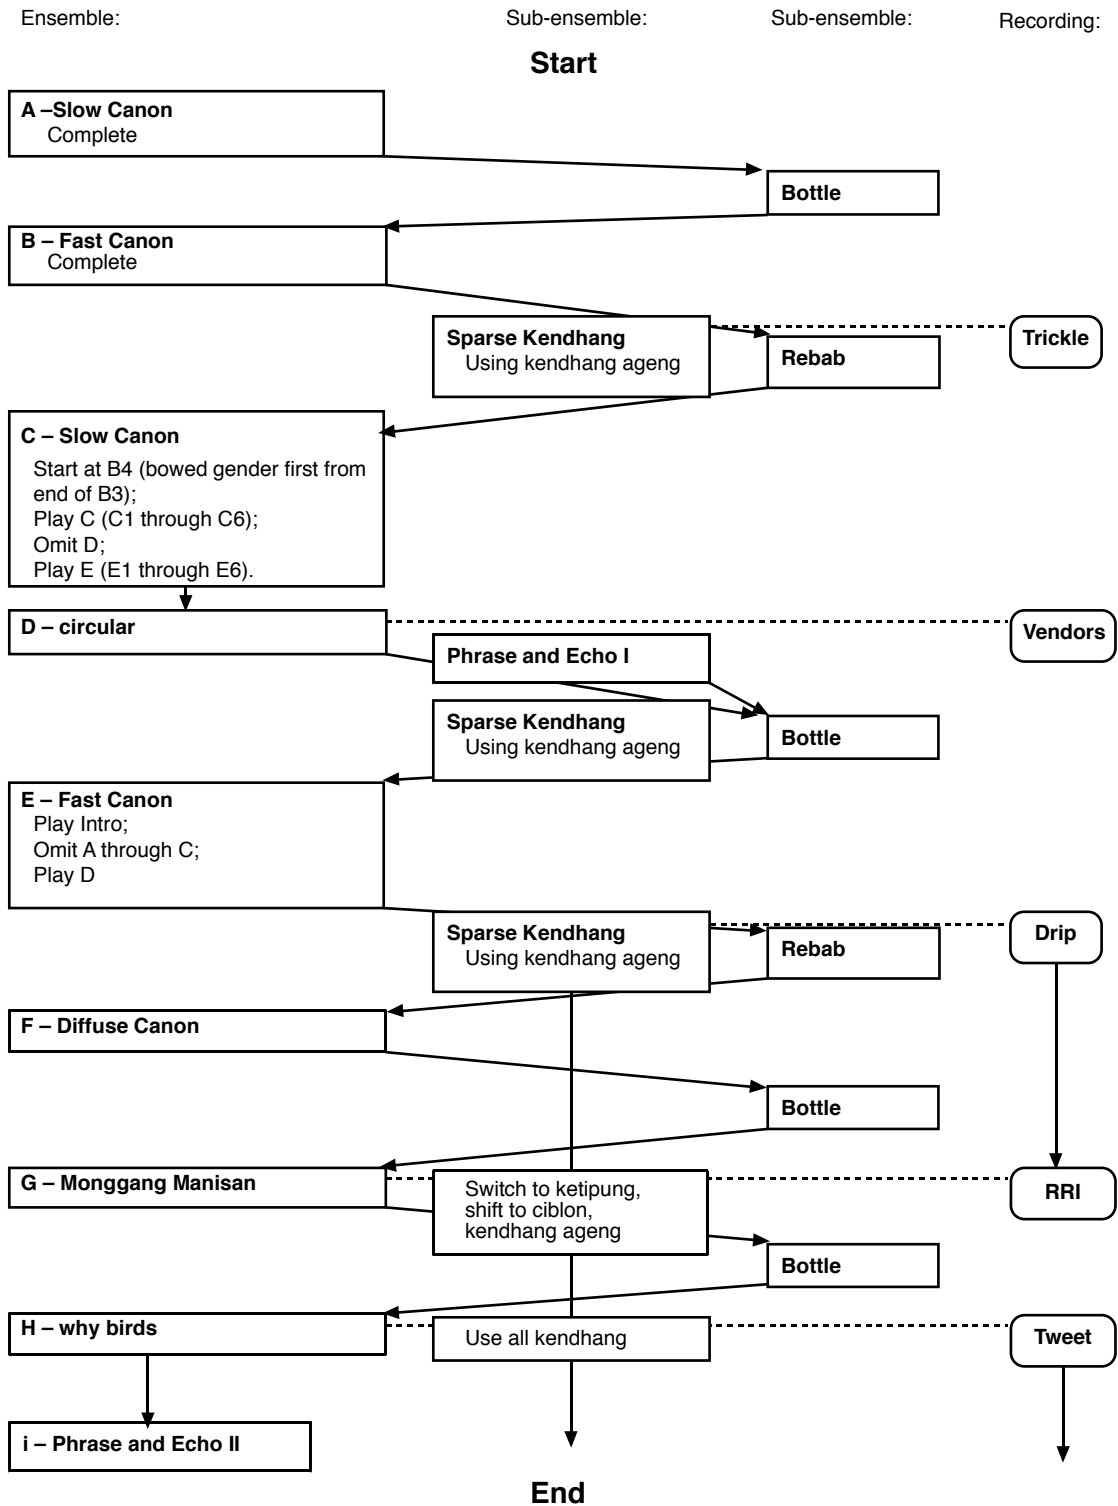 Ensemble:
Sub-ensemble:
Sub-ensemble:
Recording:
Start
A –Slow Canon
Complete
Bottle
B – Fast Canon
Complete
Sparse Kendhang
Using kendhang ageng
Rebab
Trickle
C – Slow Canon
Start at B4 (bowed gender first from
end of B3);
Play C (C1 through C6);
Omit D;
Play E (E1 through E6).
D – circular
Vendors
Phrase and Echo I
Sparse Kendhang
Using kendhang ageng
Bottle
E – Fast Canon
Play Intro;
Omit A through C;
Play D
Sparse Kendhang
Using kendhang ageng
Rebab
Drip
F – Diffuse Canon
Bottle
G – Monggang Manisan
Switch to ketipung,
shift to ciblon,
kendhang ageng
RRI
Bottle
H – why birds
Use all kendhang
Tweet
i – Phrase and Echo II
End